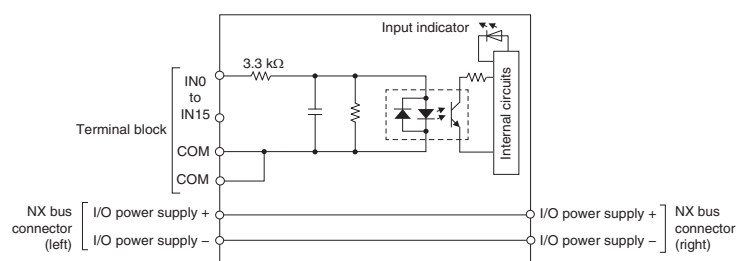 Input indicator
3.3 kΩ
IN0
to
IN15
Terminal block
COM
COM
Internal circuits
NX bus
connector
(left)
I/O power supply +
I/O power supply –
I/O power supply +
I/O power supply –
NX bus
connector
(right)